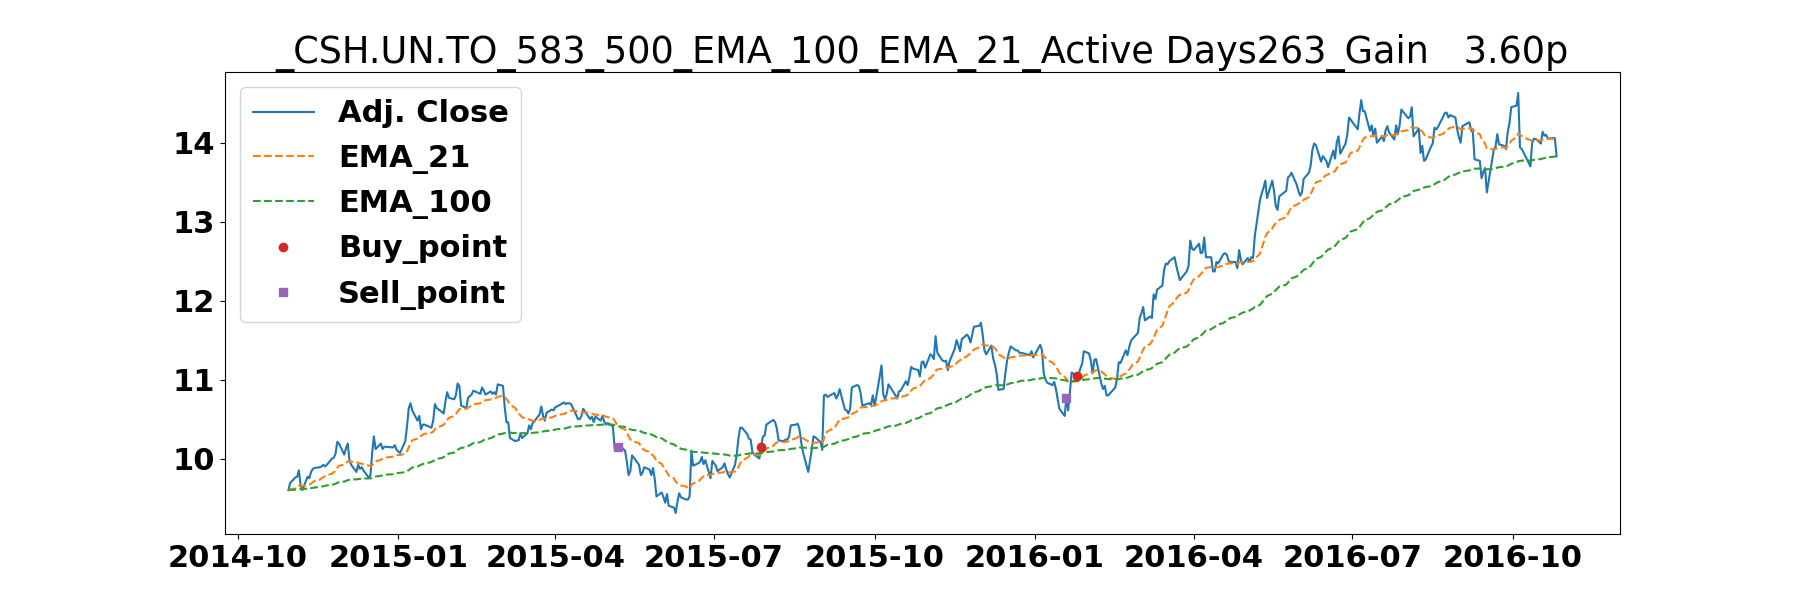 _CSH.UN.TO_583_500_EMA_100_EMA_21_Active Days263_Gain   3.60p
Adj. Close
EMA_21
EMA_100
Buy_point
Sell_point
14
13
12
11
10
2014-10 2015-01 2015-04 2015-07 2015-10 2016-01 2016-04 2016-07 2016-10